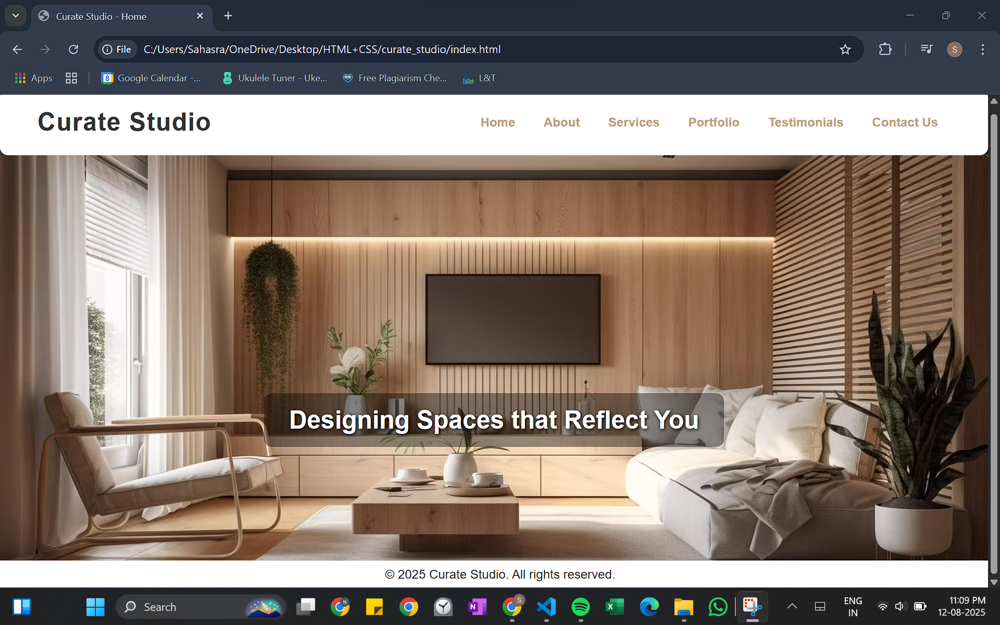 Curate Studio - Home
File C:/Users/Sahasra/OneDrive/Desktop/HTML+CSS/curate_studio/index.html
S
Apps
8 Google Calendar -...
Ukulele Tuner - Uke...
Free Plagiarism Che...
EduTech L&T
Curate Studio
Home About Services Portfolio Testimonials Contact Us
Designing Spaces that Reflect You
© 2025 Curate Studio. All rights reserved.
Search
N
N
S
X
ENG
IN
11:09 PM
12-08-2025